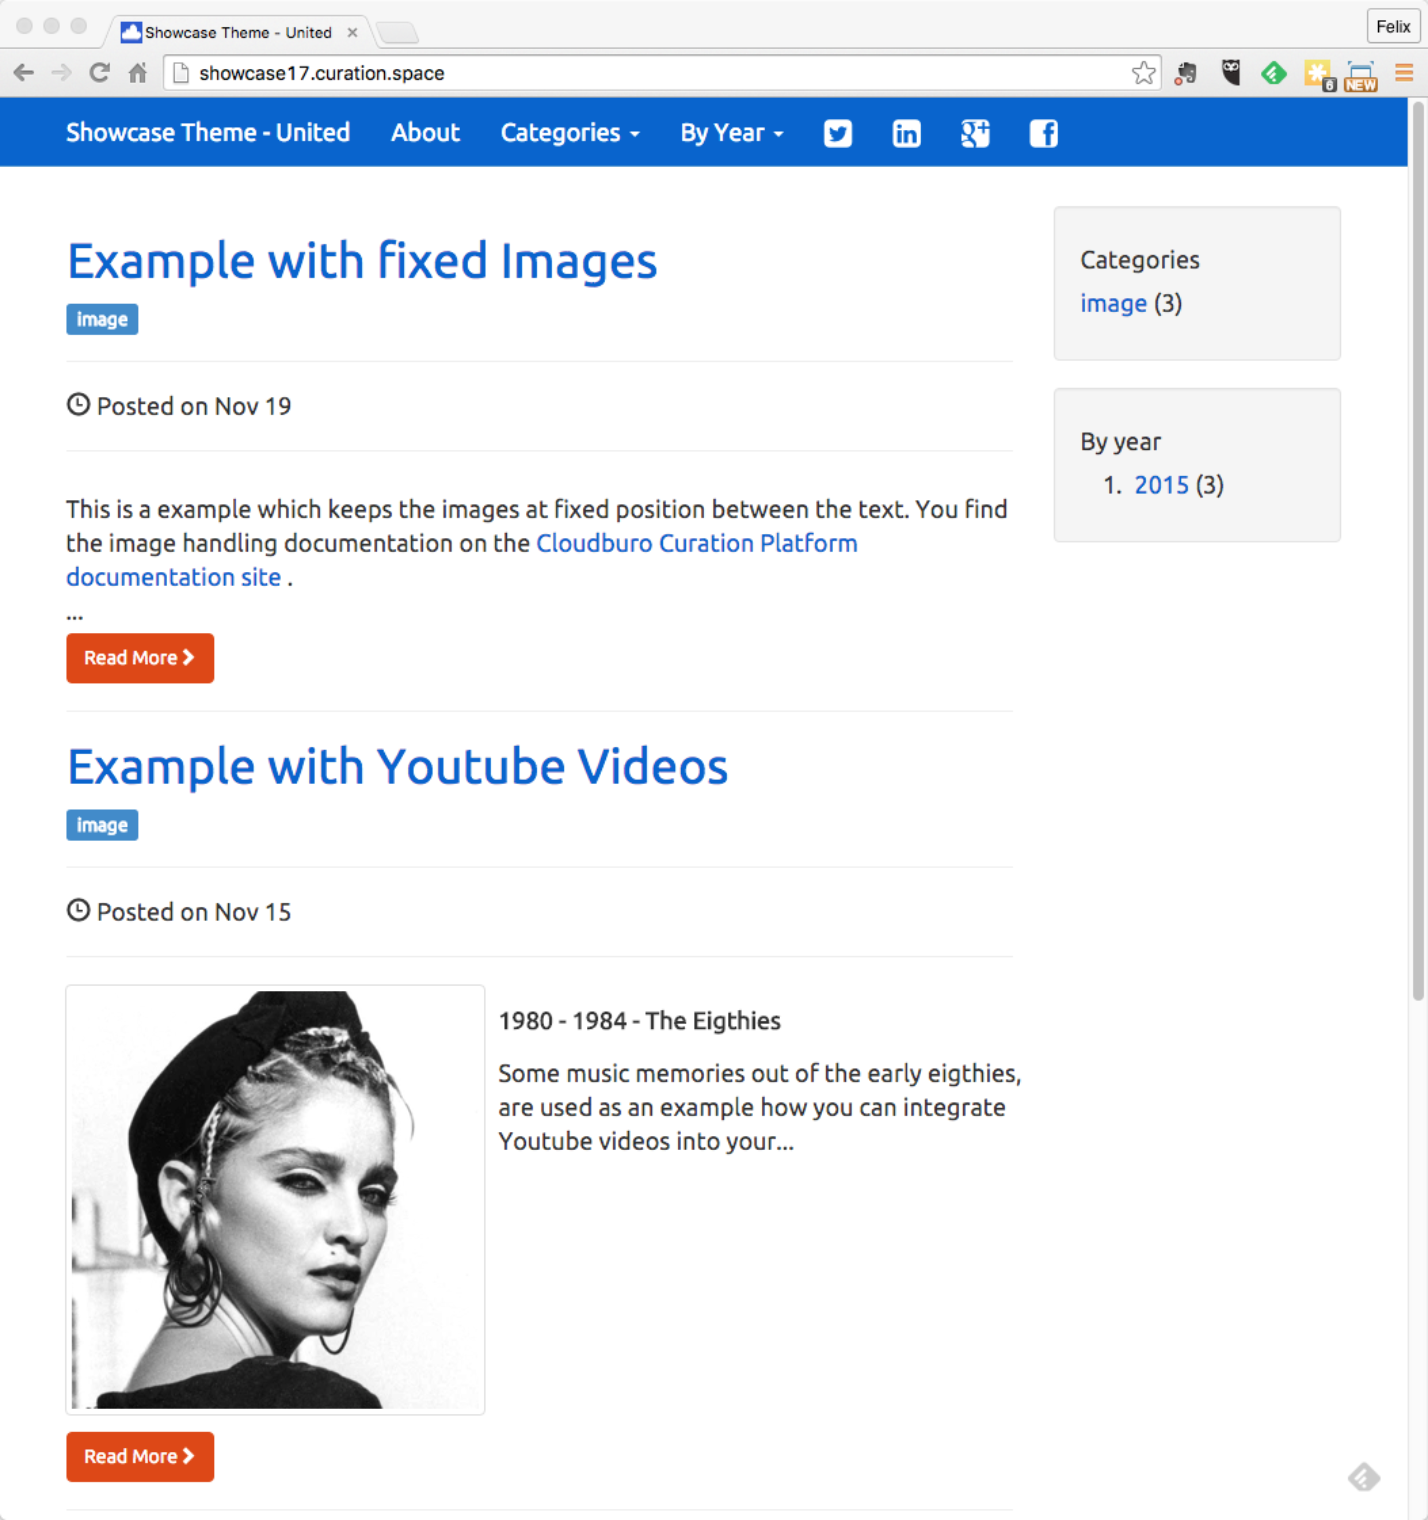 Showcase Theme - United
Felix
showcase17.curation.space
6
NEW
Showcase Theme - United About Categories By Year
Example with fixed Images
image
Posted on Nov 19
This is a example which keeps the images at fixed position between the text. You find
the image handling documentation on the Cloudburo Curation Platform
documentation site .
...
Read More
Example with Youtube Videos
image
Posted on Nov 15
1980 - 1984 - The Eigthies
Some music memories out of the early eigthies,
are used as an example how you can integrate
Youtube videos into your...
Read More
Categories
image (3)
By year
1. 2015 (3)